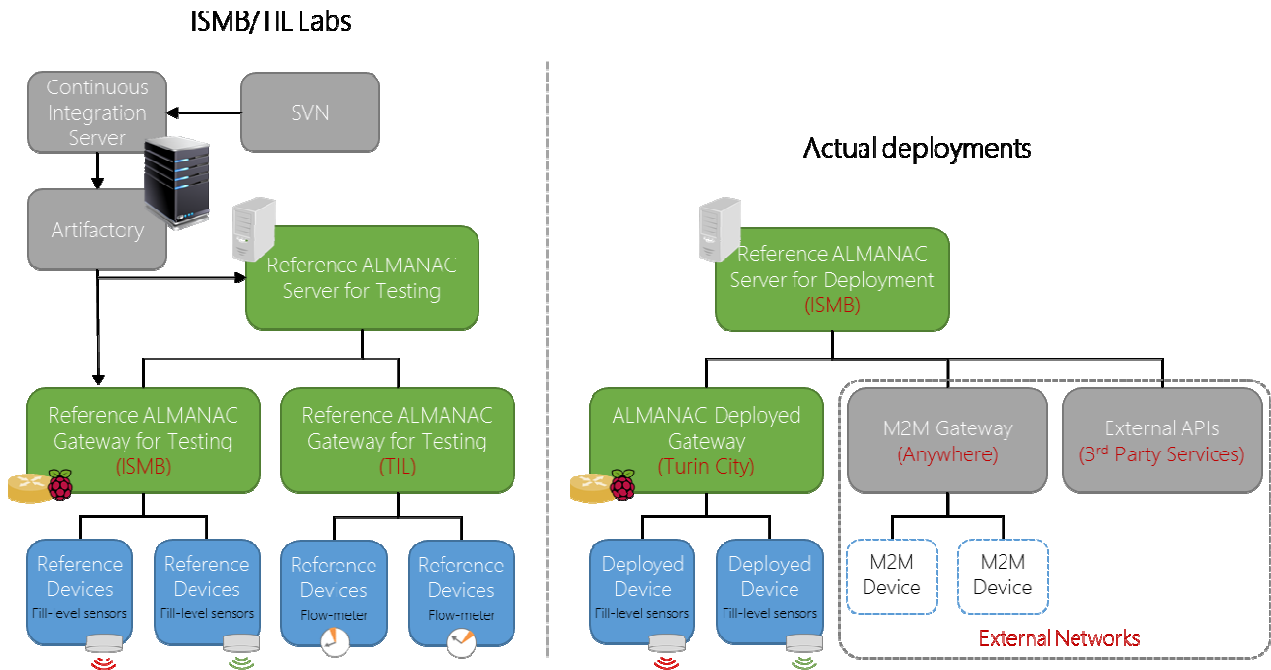 ISMB/TIL Labs
Continuous
Integration
Server
SVN
Artifactory
Reference ALMANAC
Server for Testing
Reference ALMANAC
Gateway for Testing
(ISMB)
Reference ALMANAC
Gateway for Testing
(TIL)
Reference
Devices
Fill-level sensors
Reference
Devices
Fill-level sensors
Reference
Devices
Flow-meter
Reference
Devices
Flow-meter
Actual deployments
Reference ALMANAC
Server for Deployment
(ISMB)
ALMANAC Deployed
Gateway
(Turin City)
M2M Gateway
(Anywhere)
External APIs
(3rd Party Services)
Deployed
Device
Fill-level sensors
Deployed
Device
Fill-level sensors
M2M
Device
M2M
Device
External Networks